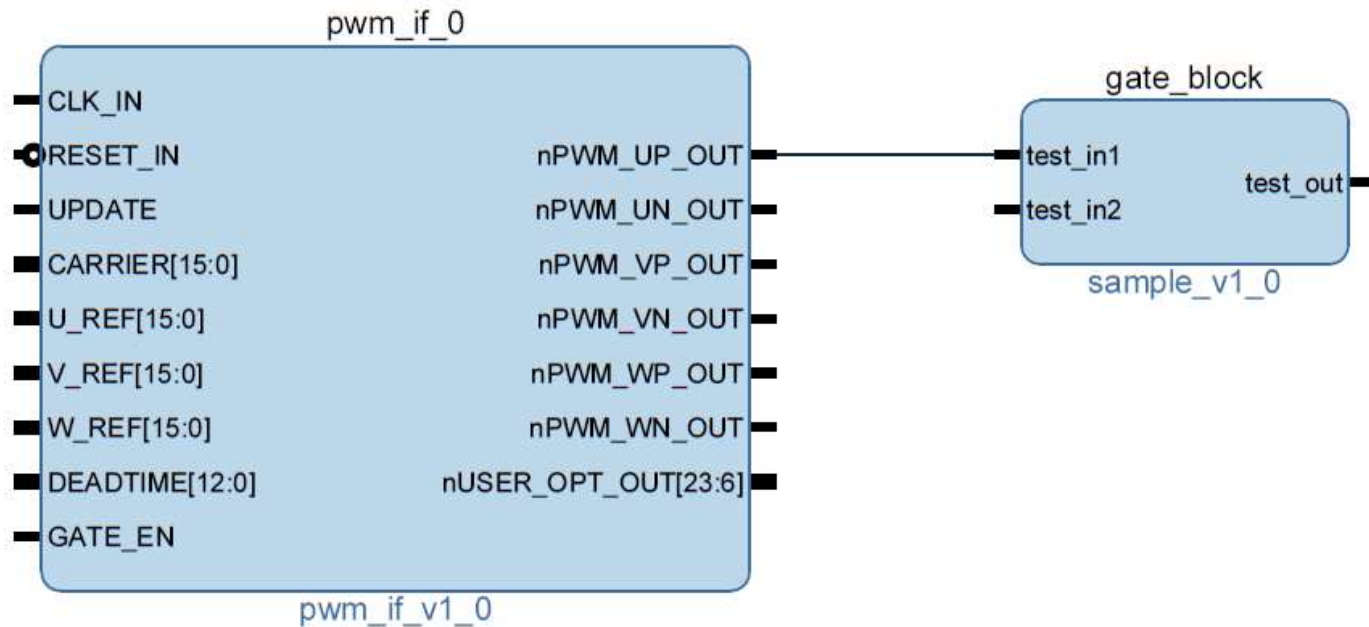 pwm_if_0
CLK_IN
RESET_IN
UPDATE
CARRIER[15:0]
U_REF[15:0]
V_REF[15:0]
W_REF[15:0]
DEADTIME[12:0]
GATE_EN
nPWM_UP_OUT
nPWM_UN_OUT
nPWM_VP_OUT
nPWM_VN_OUT
nPWM_WP_OUT
nPWM_WN_OUT
nUSER_OPT_OUT[23:6]
pwm_if_v1_0
gate_block
test_in1
test_in2
test_out
sample_v1_0